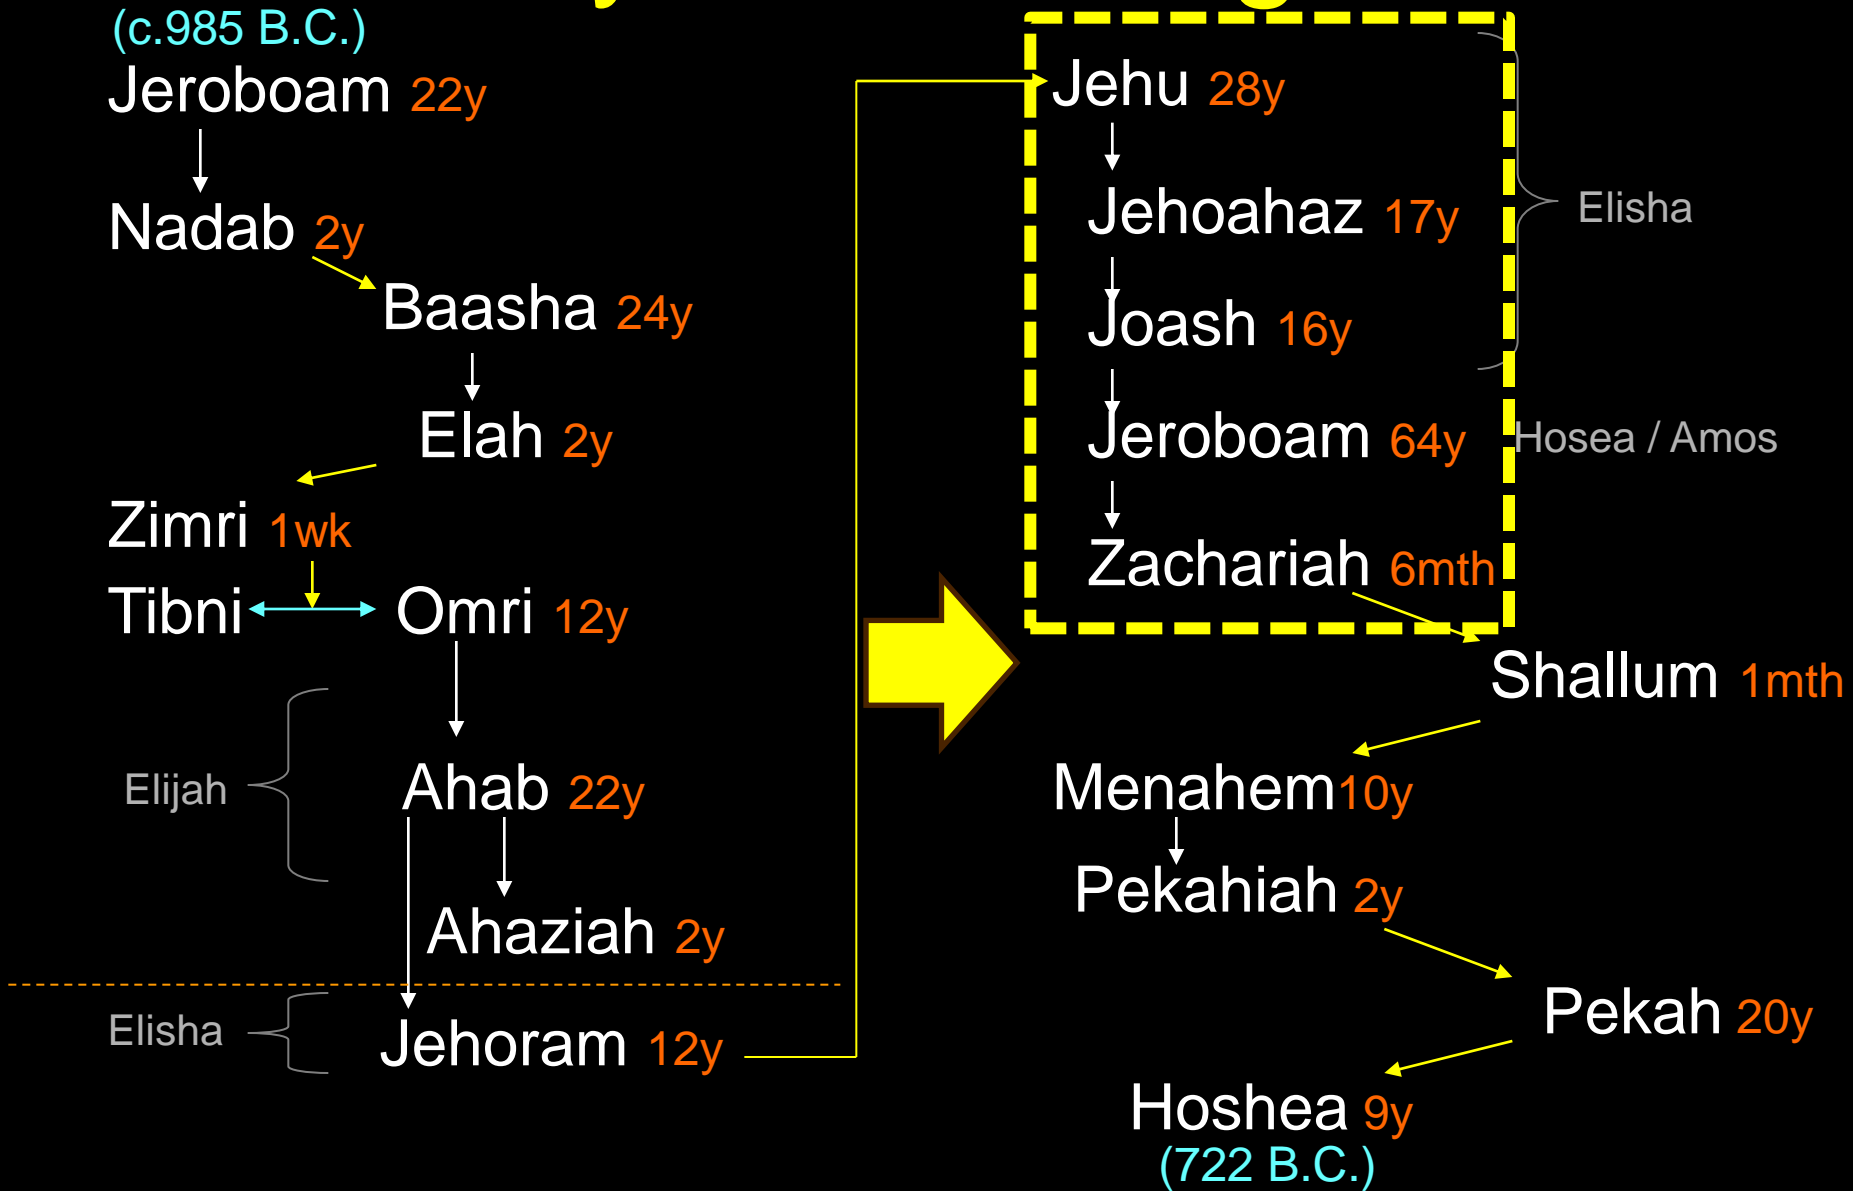 (c.985 B.C.)
Jeroboam 22y
Nadab 2y
Baasha 24y
Elah 2y
Zimri 1wk
Tibni Omri 12y
Elijah
Ahab 22y
Ahaziah 2y
Elisha
Jehoram 12y
Jehu 28y
Jehoahaz 17y
Elisha
Joash 16y
Jeroboam 64y
Hosea / Amos
Zachariah 6mth
Shallum 1mth
Menahem10y
Pekahiah 2y
Pekah 20y
Hoshea 9y
(722 B.C.)